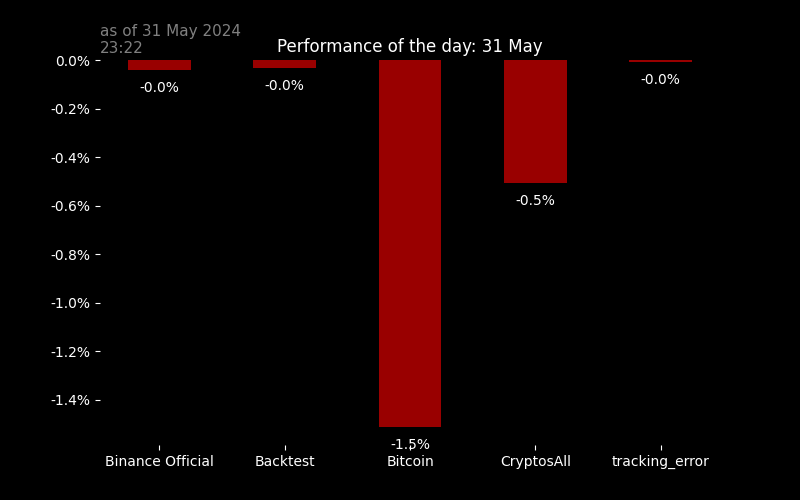 as of 31 May 2024
23:22
Performance of the day: 31 May
0.0%
-0.2%
-0.4%
-0.6%
-0.8%
-1.0%
-1.2%
-1.4%
-0.0%
-0.0%
-1.5%
-0.5%
-0.0%
Binance Official
Backtest
Bitcoin
CryptosAll
tracking_error